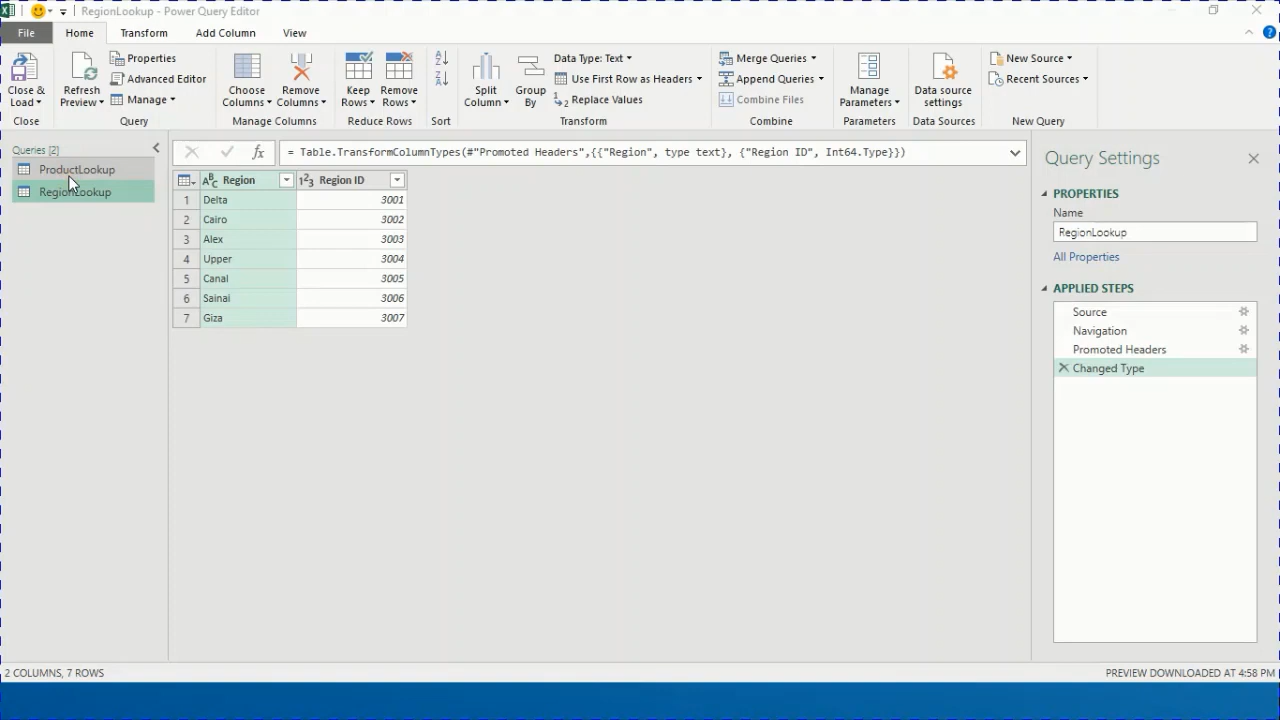 RegionLookup - Power Query Editor
File Home Transform Add Column View
Close & Load
Close
Refresh Preview
Properties
Advanced Editor
Manage
Query
Choose Columns
Remove Columns
Manage Columns
Keep Rows
Remove Rows
Reduce Rows
Sort
Split Column
Group By
Data Type: Text
Use First Row as Headers
Replace Values
Transform
Merge Queries
Append Queries
Combine Files
Combine
Manage Parameters
Parameters
Data source settings
Data Sources
New Source
Recent Sources
New Query
Queries [2]
ProductLookup
RegionLookup
fx = Table.TransformColumnTypes(#"Promoted Headers",{{"Region", type text}, {"Region ID", Int64.Type}})
ABC Region 123 Region ID
1 Delta 3001
2 Cairo 3002
3 Alex 3003
4 Upper 3004
5 Canal 3005
6 Sainai 3006
7 Giza 3007
Query Settings
PROPERTIES
Name
RegionLookup
All Properties
APPLIED STEPS
Source
Navigation
Promoted Headers
Changed Type
2 COLUMNS, 7 ROWS
PREVIEW DOWNLOADED AT 4:58 PM